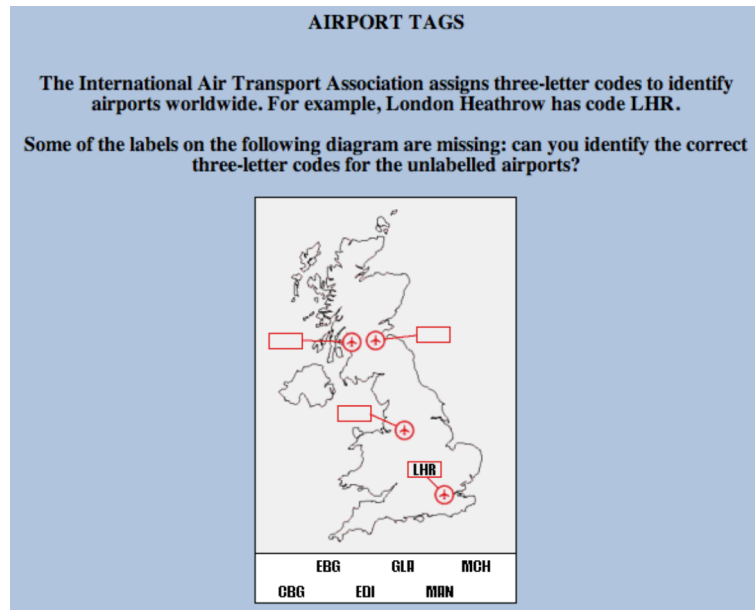 AIRPORT TAGS
The International Air Transport Association assigns three-letter codes to identify
airports worldwide. For example, London Heathrow has code LHR.
Some of the labels on the following diagram are missing: can you identify the correct
three-letter codes for the unlabelled airports?
LHR
EBG GLA MCH
CBG EDI MAN